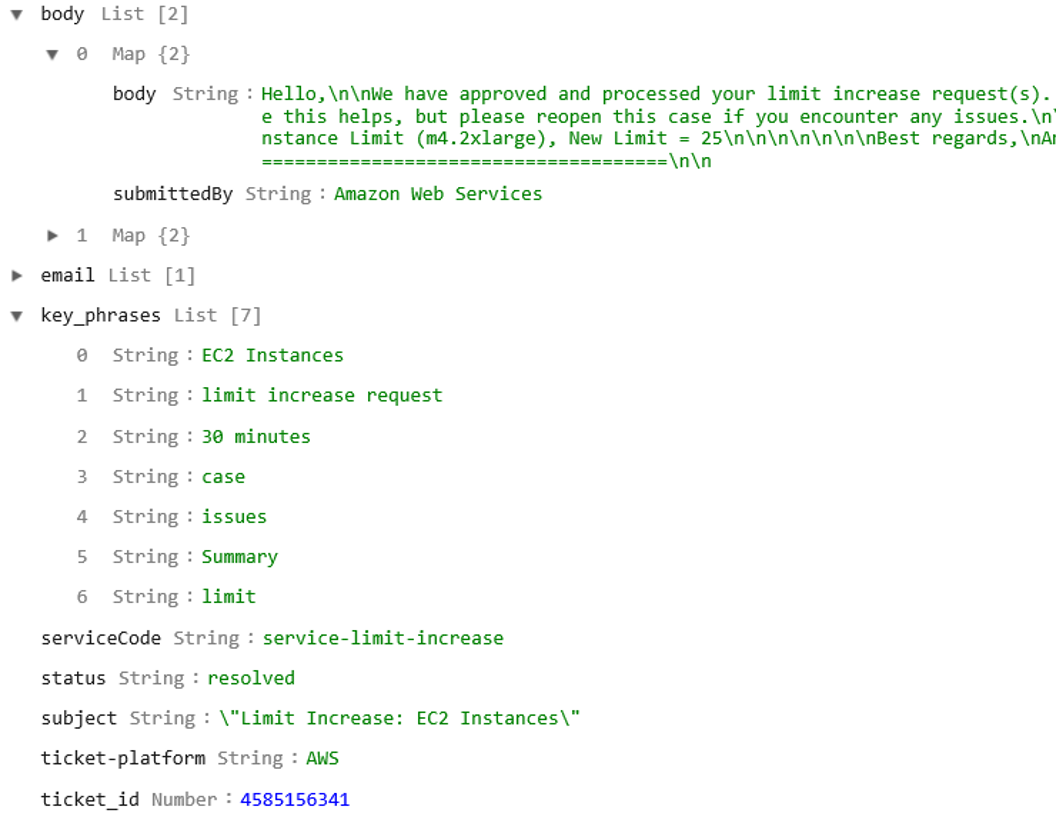 ▼ body List [2]
▼ 0 Map {2}
body String : Hello,\n\nWe have approved and processed your limit increase request(s).
e this helps, but please reopen this case if you encounter any issues.\n
nstance Limit (m4.2xlarge), New Limit = 25\n\n\n\n\n\n\nBest regards,\n
=====================================\n\n
submittedBy String : Amazon Web Services
▶ 1 Map {2}
▶ email List [1]
▼ key_phrases List [7]
0 String : EC2 Instances
1 String : limit increase request
2 String : 30 minutes
3 String : case
4 String : issues
5 String : Summary
6 String : limit
serviceCode String : service-limit-increase
status String : resolved
subject String : \"Limit Increase: EC2 Instances\"
ticket-platform String : AWS
ticket_id Number : 4585156341